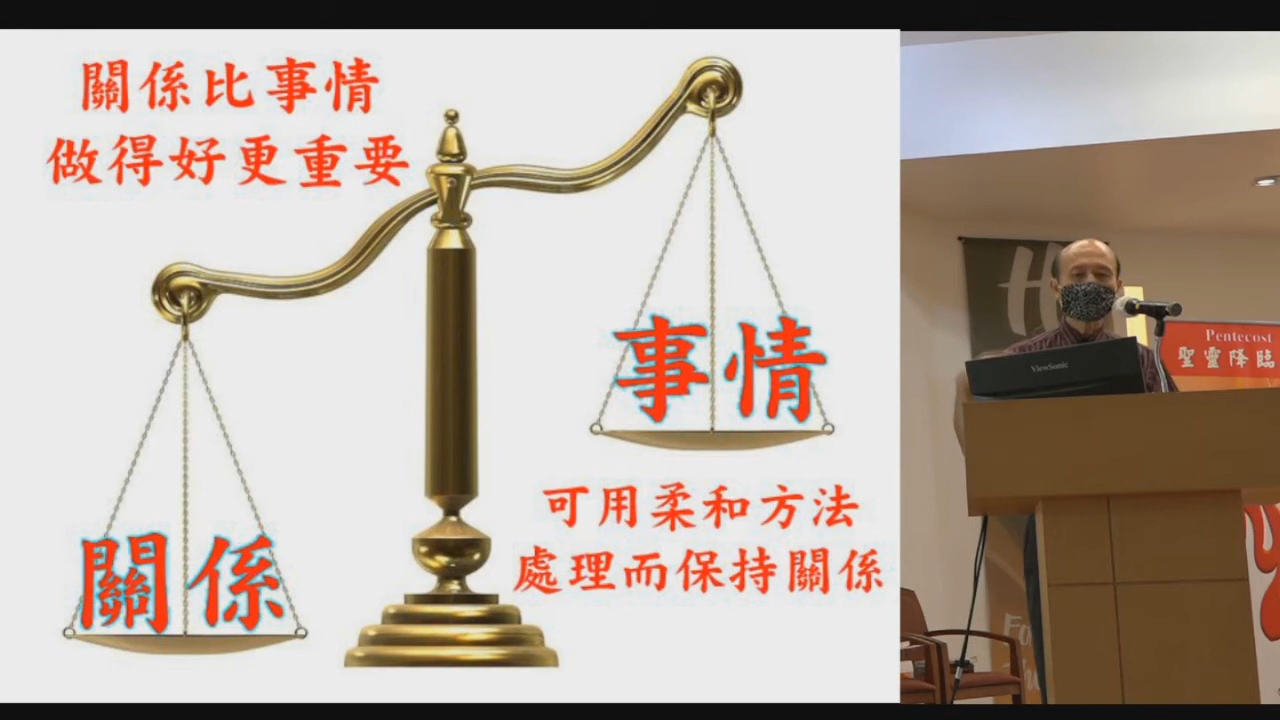 關係比事情
做得好更重要
事情
關係
可用柔和方法
處理而保持關係
Pentecost
聖靈降臨
ViewSonic